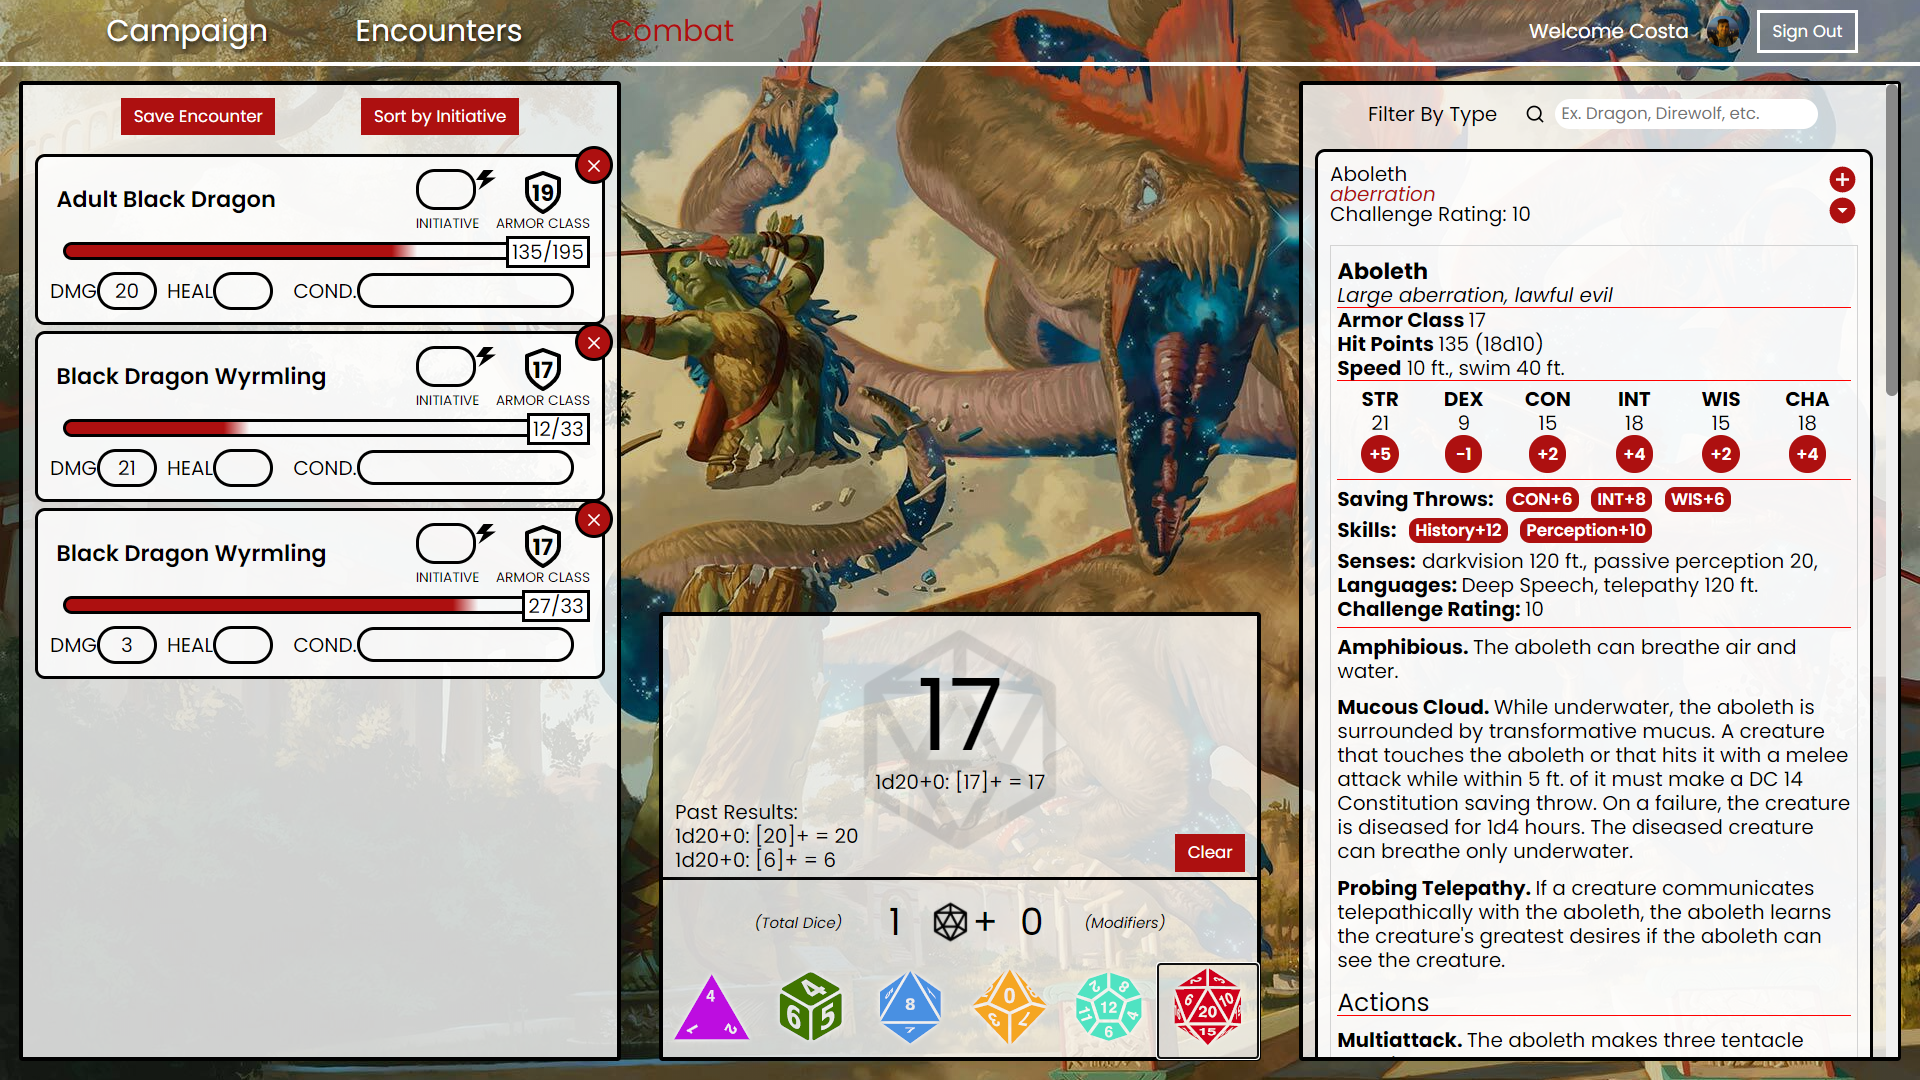 Campaign
Encounters
Combat
Welcome Costa
Sign Out
Save Encounter
Sort by Initiative
Adult Black Dragon
INITIATIVE
19
ARMOR CLASS
135/195
DMG 20 HEAL COND.
Black Dragon Wyrmling
INITIATIVE
17
ARMOR CLASS
12/33
DMG 21 HEAL COND.
Black Dragon Wyrmling
INITIATIVE
17
ARMOR CLASS
27/33
DMG 3 HEAL COND.
17
1d20+0: [17]+ = 17
Past Results:
1d20+0: [20]+ = 20
1d20+0: [6]+ = 6
Clear
(Total Dice) 1 + 0 (Modifiers)
4 1 2
4 6 5
8
0
12
20
Filter By Type
Ex. Dragon, Direwolf, etc.
Aboleth
aberration
Challenge Rating: 10
Aboleth
Large aberration, lawful evil
Armor Class 17
Hit Points 135 (18d10)
Speed 10 ft., swim 40 ft.
STR DEX CON INT WIS CHA
21 9 15 18 15 18
+5 -1 +2 +4 +2 +4
Saving Throws: CON+6 INT+8 WIS+6
Skills: History+12 Perception+10
Senses: darkvision 120 ft., passive perception 20,
Languages: Deep Speech, telepathy 120 ft.
Challenge Rating: 10
Amphibious. The aboleth can breathe air and
water.
Mucous Cloud. While underwater, the aboleth is
surrounded by transformative mucus. A creature
that touches the aboleth or that hits it with a melee
attack while within 5 ft. of it must make a DC 14
Constitution saving throw. On a failure, the creature
is diseased for 1d4 hours. The diseased creature
can breathe only underwater.
Probing Telepathy. If a creature communicates
telepathically with the aboleth, the aboleth learns
the creature's greatest desires if the aboleth can
see the creature.
Actions
Multiattack. The aboleth makes three tentacle